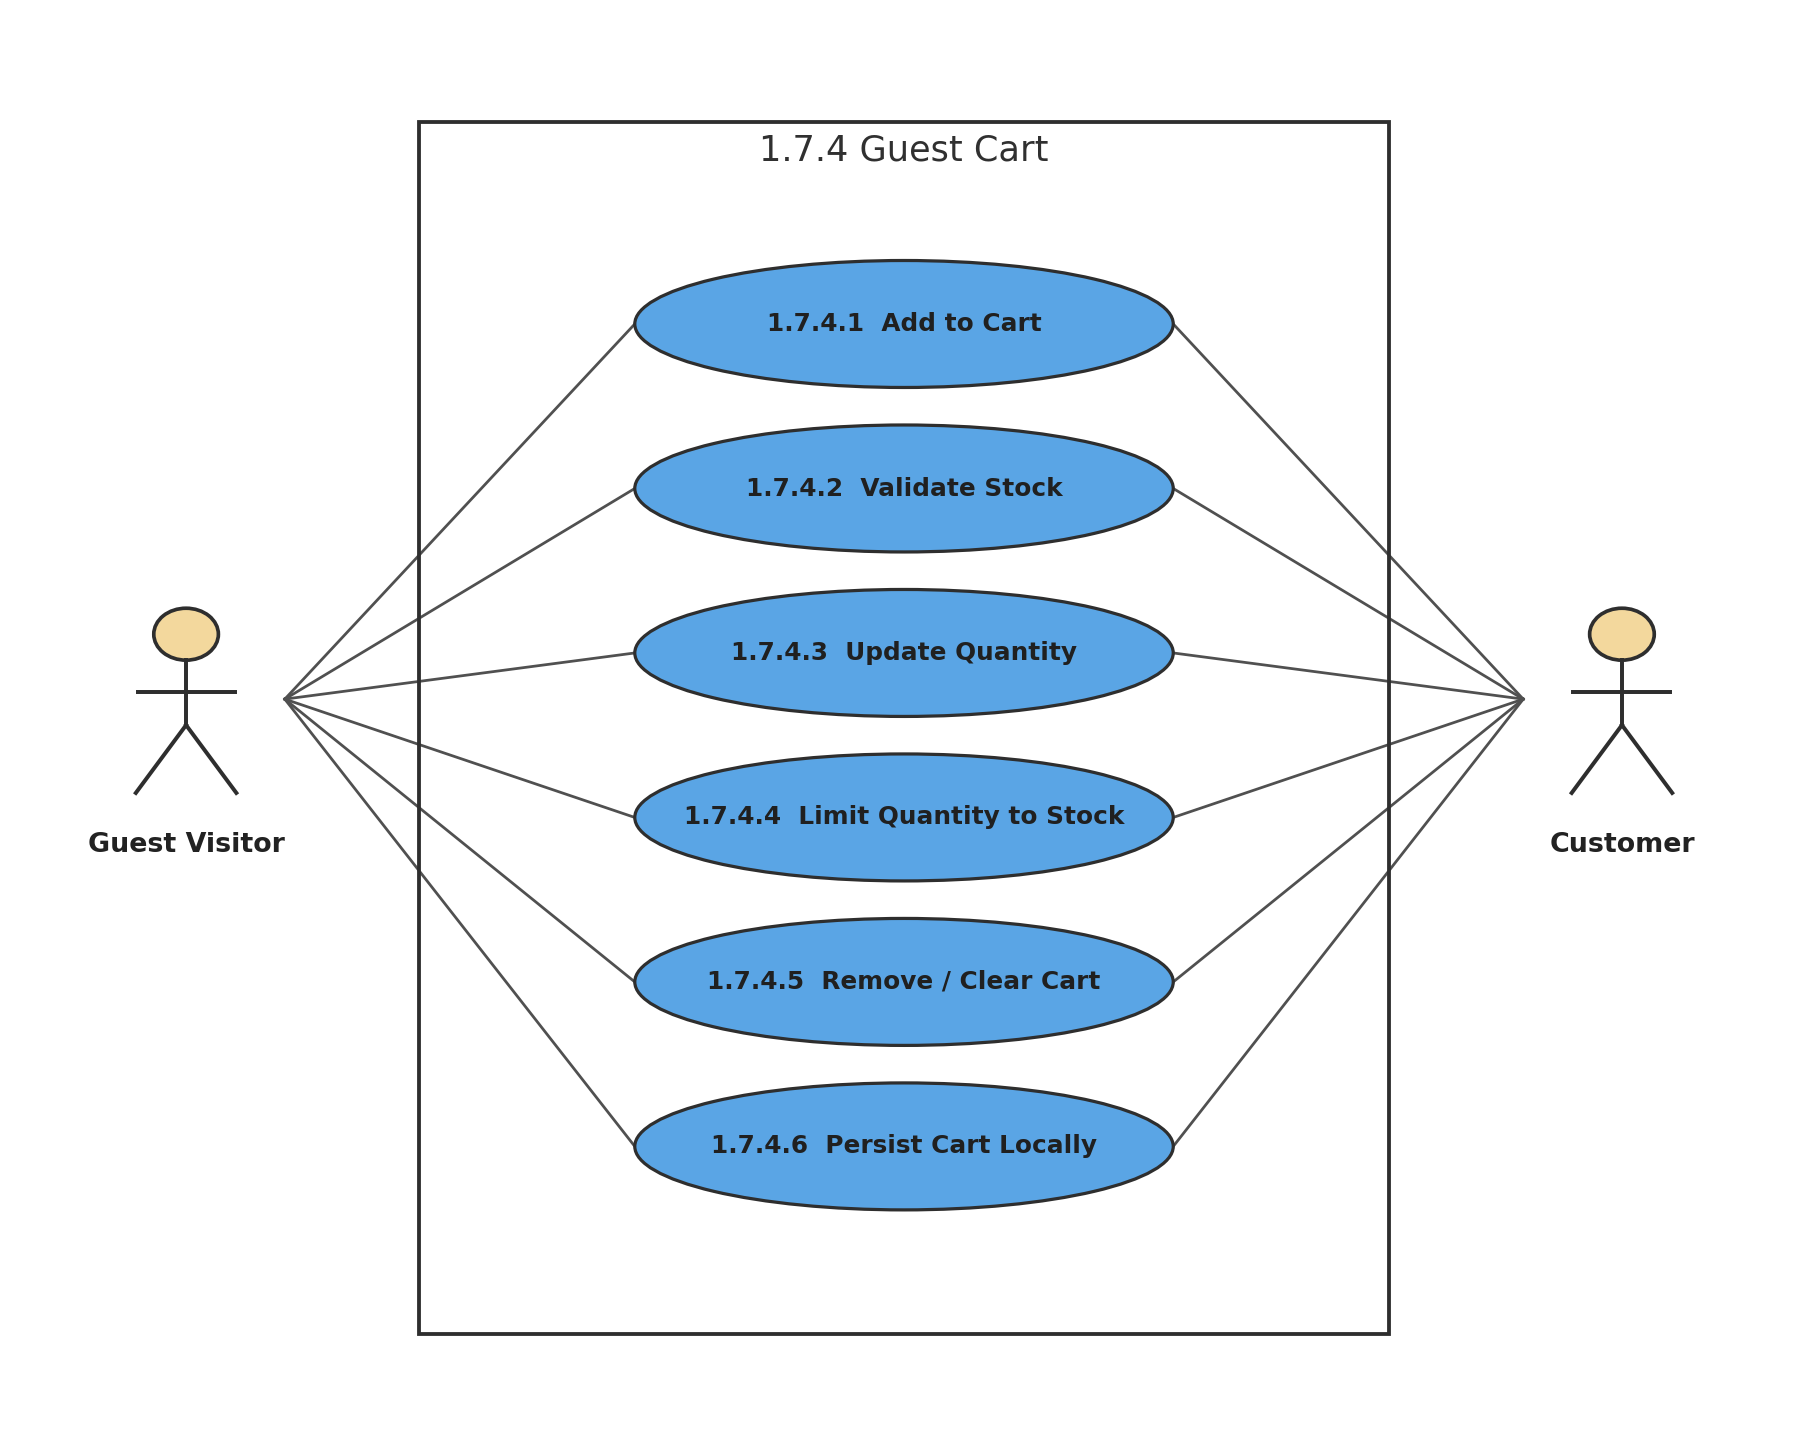 1.7.4 Guest Cart
1.7.4.1  Add to Cart
1.7.4.2  Validate Stock
1.7.4.3  Update Quantity
1.7.4.4  Limit Quantity to Stock
Guest Visitor
Customer
1.7.4.5  Remove / Clear Cart
1.7.4.6  Persist Cart Locally